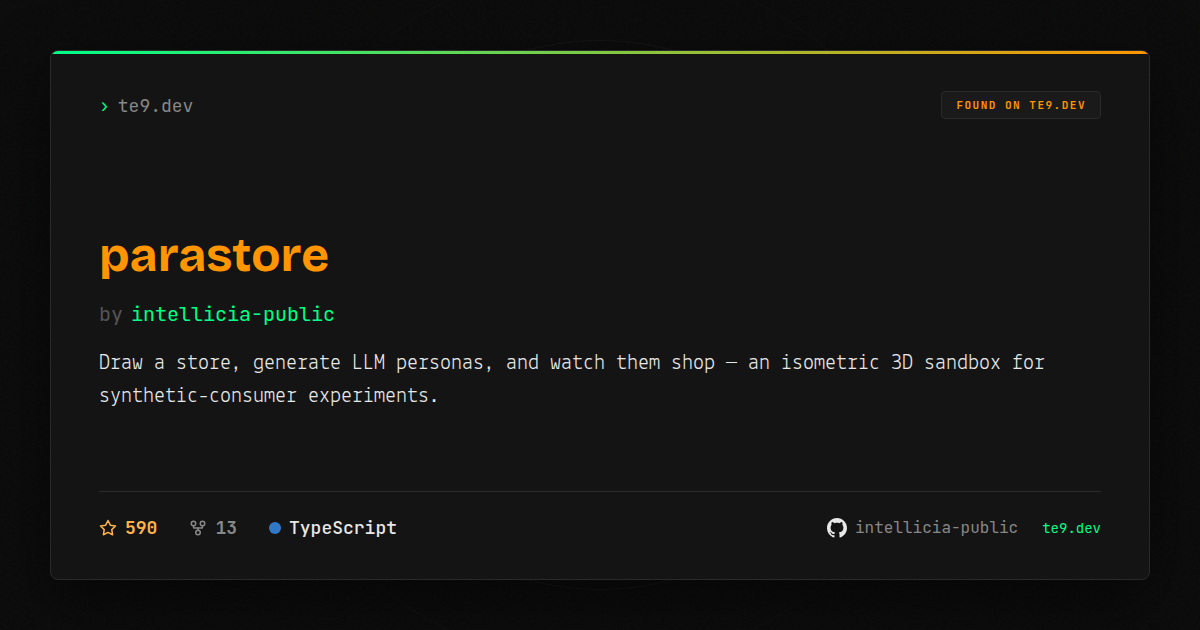 › te9.dev
FOUND ON TE9.DEV
parastore
by intellicia-public
Draw a store, generate LLM personas, and watch them shop — an isometric 3D sandbox for
synthetic-consumer experiments.
590 13 TypeScript
intellicia-public te9.dev